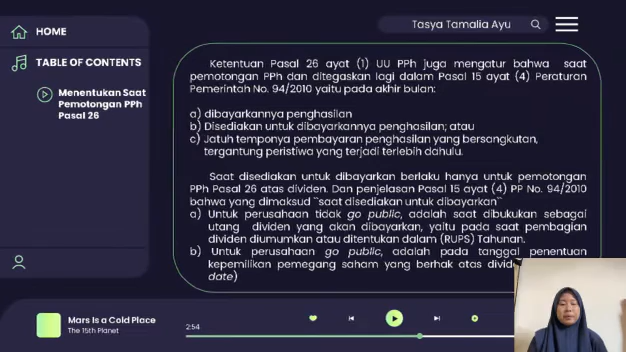 Tasya Tamalia Ayu
HOME
TABLE OF CONTENTS
Menentukan Saat
Pemotongan PPh
Pasal 26
Ketentuan Pasal 26 ayat (1) UU PPh juga mengatur bahwa saat
pemotongan PPh dan ditegaskan lagi dalam Pasal 15 ayat (4) Peraturan
Pemerintah No. 94/2010 yaitu pada akhir bulan:
a) dibayarkannya penghasilan
b) Disediakan untuk dibayarkannya penghasilan; atau
c) Jatuh temponya pembayaran penghasilan yang bersangkutan,
tergantung peristiwa yang terjadi terlebih dahulu.
Saat disediakan untuk dibayarkan berlaku hanya untuk pemotongan
PPh Pasal 26 atas dividen. Dan penjelasan Pasal 15 ayat (4) PP No. 94/2010
bahwa yang dimaksud ``saat disediakan untuk dibayarkan``
a) Untuk perusahaan tidak go public, adalah saat dibukukan sebagai
utang dividen yang akan dibayarkan, yaitu pada saat pembagian
dividen diumumkan atau ditentukan dalam (RUPS) Tahunan.
b) Untuk perusahaan go public, adalah pada tanggal penentuan
kepemilikan pemegang saham yang berhak atas
date)
Mars Is a Cold Place
The 15th Planet
2:54